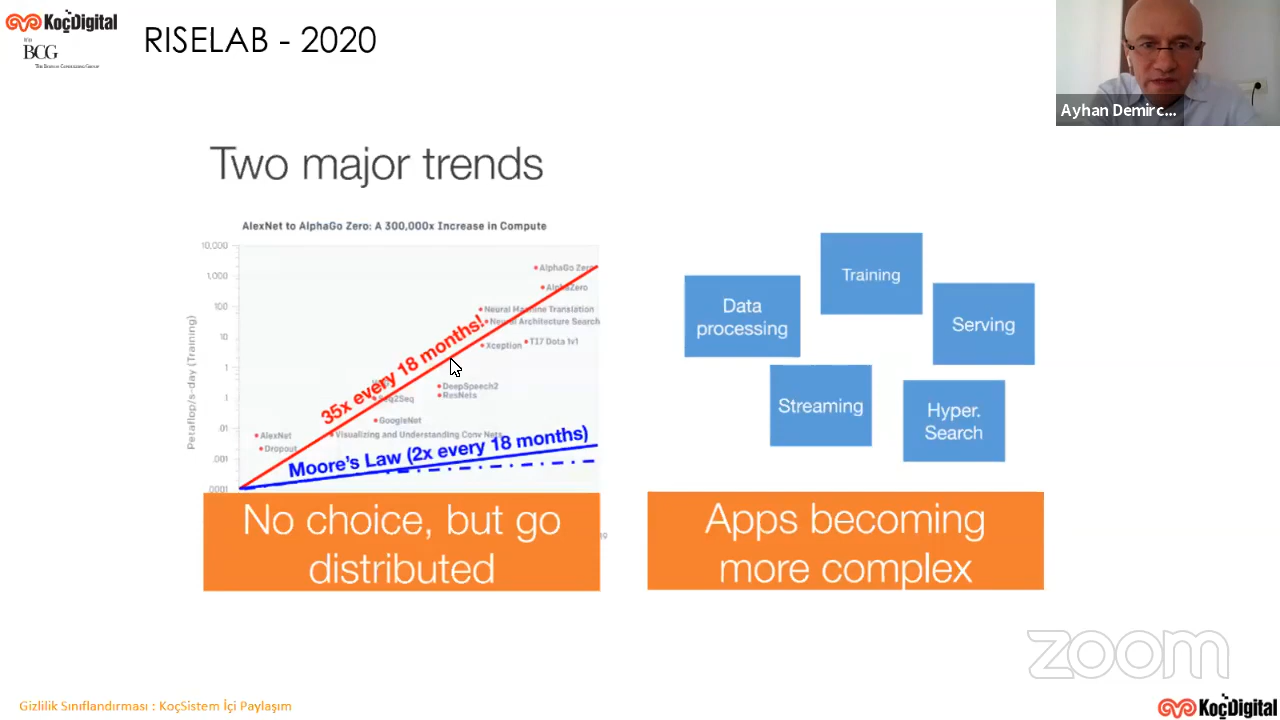 KoçDigital
BCG
THE BOSTON CONSULTING GROUP
RISELAB - 2020
Ayhan Demirc...
Two major trends
AlexNet to AlphaGo Zero: A 300,000x Increase in Compute
10,000
1,000
100
10
1
.1
.01
.001
.0001
Petaflop/s-day (Training)
AlphaGo Zero
AlphaZero
Neural Machine Translation
Neural Architecture Search
Xception
TI7 Dota 1v1
DeepSpeech2
ResNets
Seq2Seq
GoogleNet
AlexNet
Visualizing and Understanding Conv Nets
Dropout
35x every 18 months!
Moore's Law (2x every 18 months)
No choice, but go
distributed
Data
processing
Training
Serving
Streaming
Hyper.
Search
Apps becoming
more complex
zoom
Gizlilik Sınıflandırması : KoçSistem İçi Paylaşım
KoçDigital